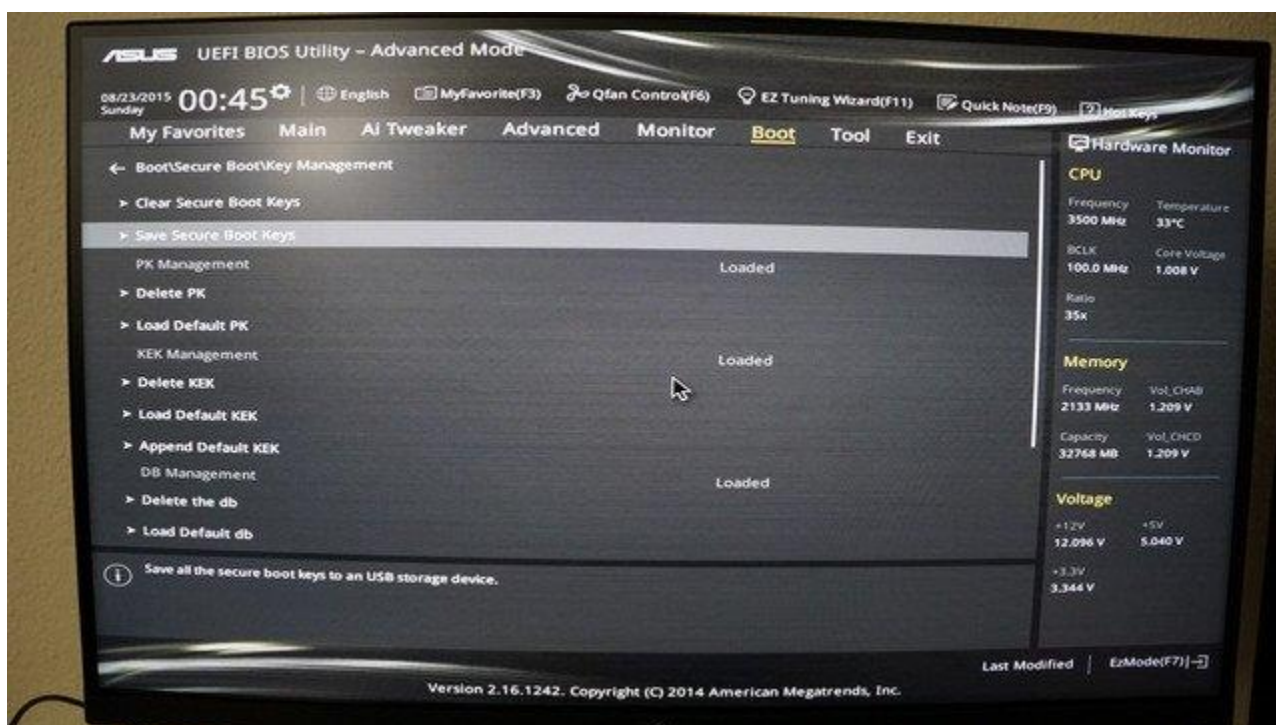 ASUS UEFI BIOS Utility – Advanced Mode
08/23/2015 Sunday 00:45 English MyFavorite(F3) Qfan Control(F6) EZ Tuning Wizard(F11) Quick Note(F9) ? Hot Keys
My Favorites Main Ai Tweaker Advanced Monitor Boot Tool Exit
← Boot\Secure Boot\Key Management
> Clear Secure Boot Keys
> Save Secure Boot Keys
PK Management Loaded
> Delete PK
> Load Default PK
KEK Management Loaded
> Delete KEK
> Load Default KEK
> Append Default KEK
DB Management Loaded
> Delete the db
> Load Default db
Save all the secure boot keys to an USB storage device.
Hardware Monitor
CPU
Frequency Temperature
3500 MHz 33°C
BCLK Core Voltage
100.0 MHz 1.008 V
Ratio
35x
Memory
Frequency Vol_CHAB
2133 MHz 1.209 V
Capacity Vol_CHCD
32768 MB 1.209 V
Voltage
+12V +5V
12.096 V 5.040 V
+3.3V
3.344 V
Last Modified | EzMode(F7)|
Version 2.16.1242. Copyright (C) 2014 American Megatrends, Inc.